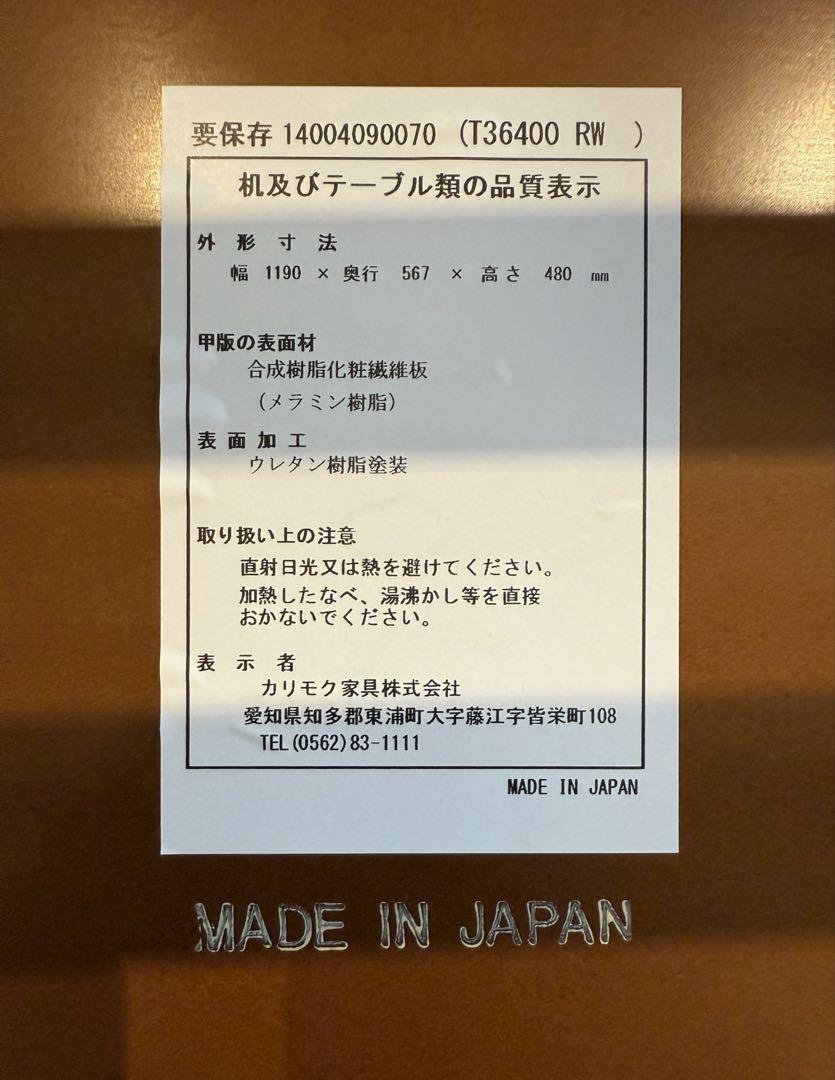 要保存 14004090070 (T36400 RW )
机及びテーブル類の品質表示
外 形 寸 法
幅 1190 × 奥行 567 × 高さ 480 mm
甲版の表面材
合成樹脂化粧繊維板
(メラミン樹脂)
表 面 加 工
ウレタン樹脂塗装
取り扱い上の注意
直射日光又は熱を避けてください。
加熱したなべ、湯沸かし等を直接
おかないでください。
表 示 者
カリモク家具株式会社
愛知県知多郡東浦町大字藤江字皆栄町108
TEL(0562)83-1111
MADE IN JAPAN
MADE IN JAPAN